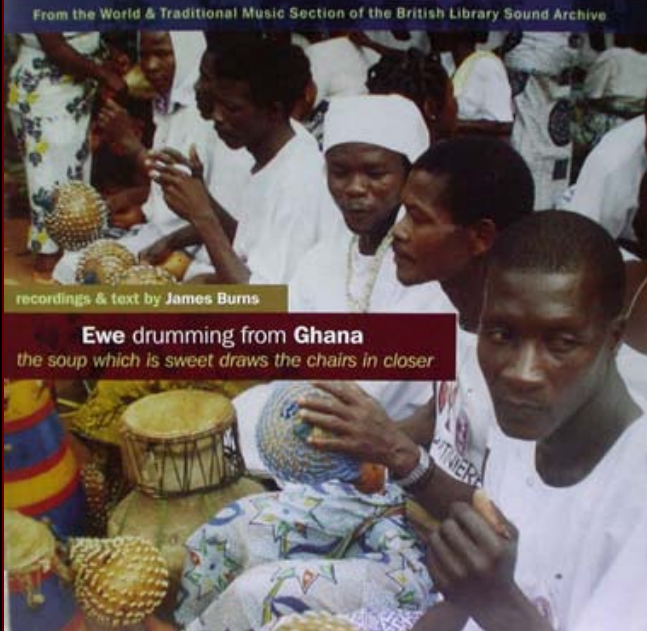 From the World & Traditional Music Section of the British Library Sound Archive
recordings & text by James Burns
Ewe drumming from Ghana
the soup which is sweet draws the chairs in closer